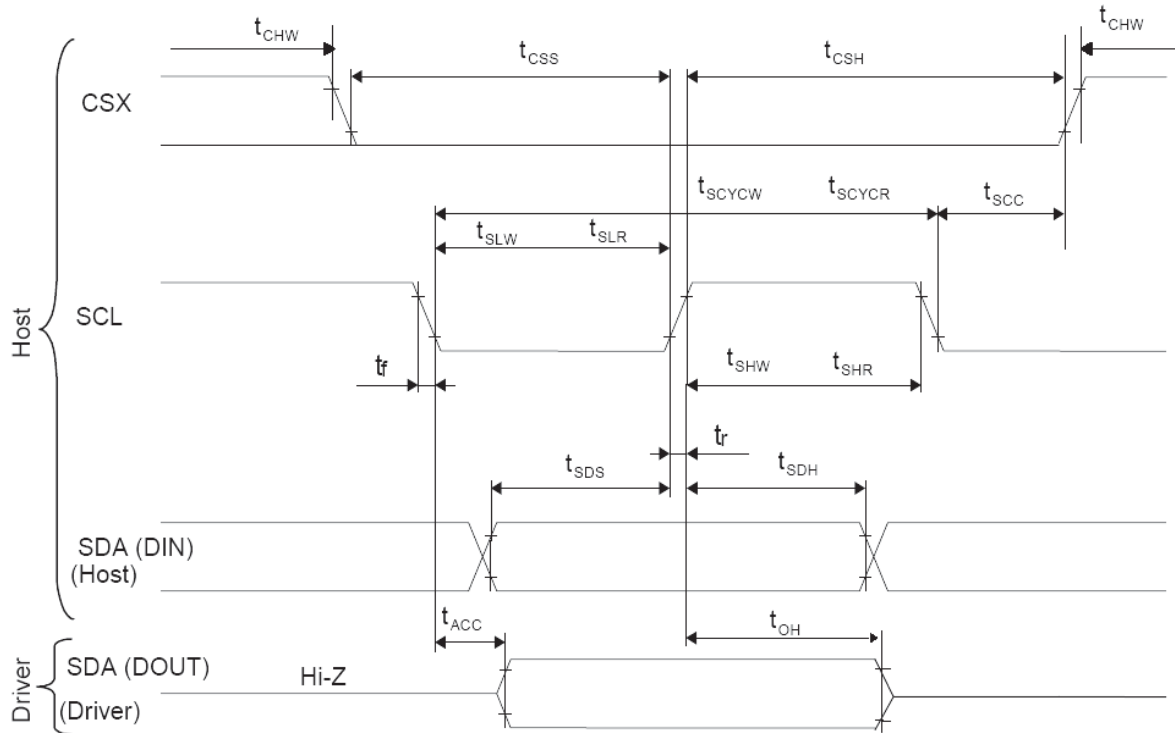 tCHW
tCHW
tCSS
tCSH
CSX
tSCYCW
tSCYCR
tSCC
tSLW
tSLR
SCL
Host
tf
tSHW
tSHR
tr
tSDS
tSDH
SDA (DIN)
(Host)
tACC
tOH
SDA (DOUT)
Hi-Z
(Driver)
Driver